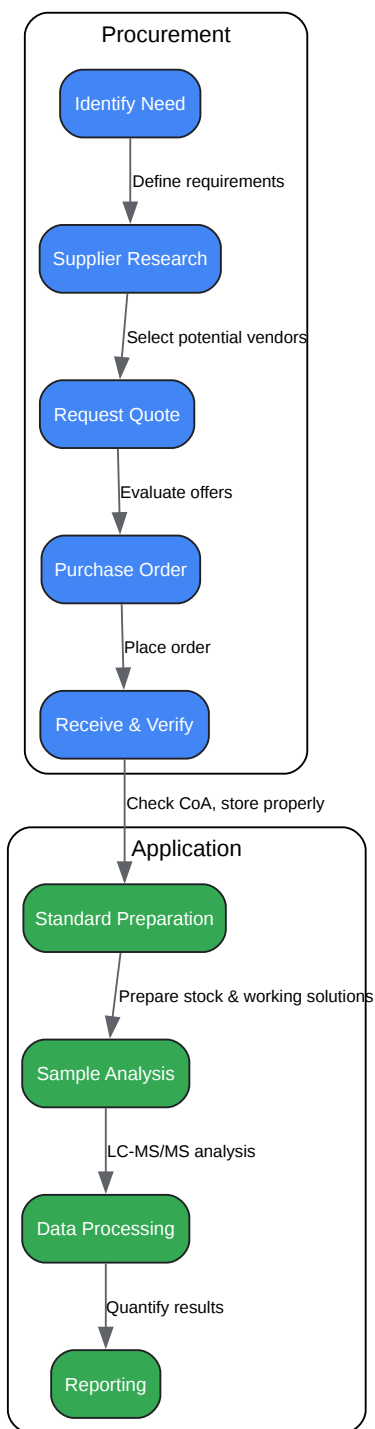 Procurement
Identify Need
Define requirements
Supplier Research
Select potential vendors
Request Quote
Evaluate offers
Purchase Order
Place order
Receive & Verify
Check CoA, store properly
Application
Standard Preparation
Prepare stock & working solutions
Sample Analysis
LC-MS/MS analysis
Data Processing
Quantify results
Reporting